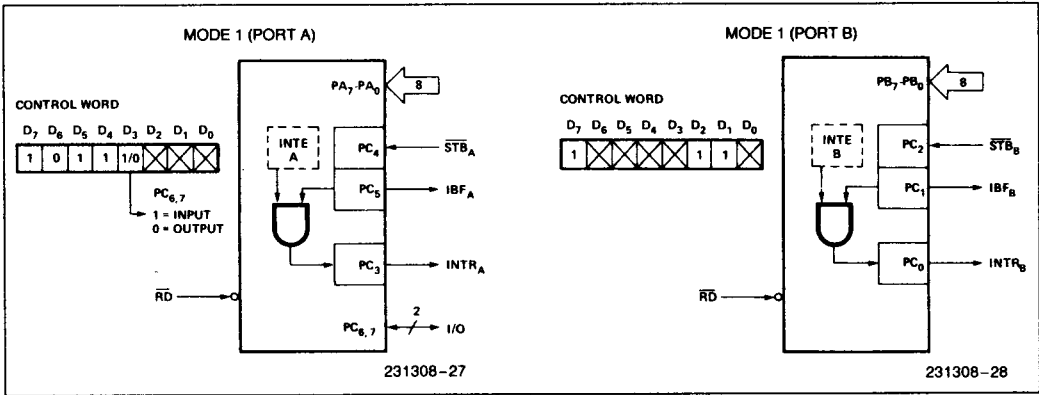 MODE 1 (PORT A)
PA7-PA0
8
CONTROL WORD
D7 D6 D5 D4 D3 D2 D1 D0
1 0 1 1 1/0
PC6, 7
1 = INPUT
0 = OUTPUT
INTE
A
PC4
STBA
PC5
IBFA
PC3
INTRA
RD
PC6, 7
2
I/O
231308-27
MODE 1 (PORT B)
PB7-PB0
8
CONTROL WORD
D7 D6 D5 D4 D3 D2 D1 D0
1 1 1
INTE
B
PC2
STBB
PC1
IBFB
PC0
INTRB
RD
231308-28